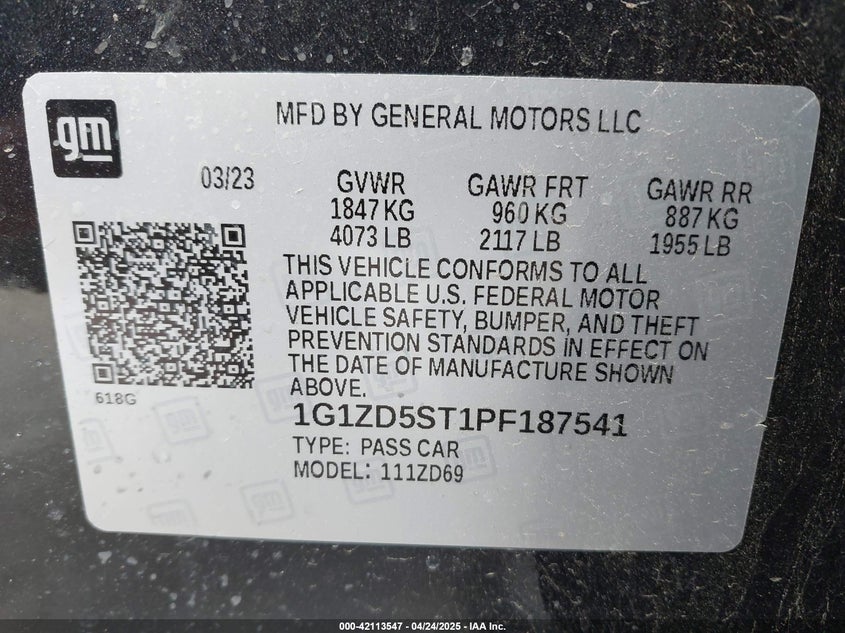 gm
MFD BY GENERAL MOTORS LLC
03/23
GVWR
1847 KG
4073 LB
GAWR FRT
960 KG
2117 LB
GAWR RR
887 KG
1955 LB
THIS VEHICLE CONFORMS TO ALL
APPLICABLE U.S. FEDERAL MOTOR
VEHICLE SAFETY, BUMPER, AND THEFT
PREVENTION STANDARDS IN EFFECT ON
THE DATE OF MANUFACTURE SHOWN
ABOVE.
618G
1G1ZD5ST1PF187541
TYPE: PASS CAR
MODEL: 111ZD69
000-42113547 - 04/24/2025 - IAA Inc.